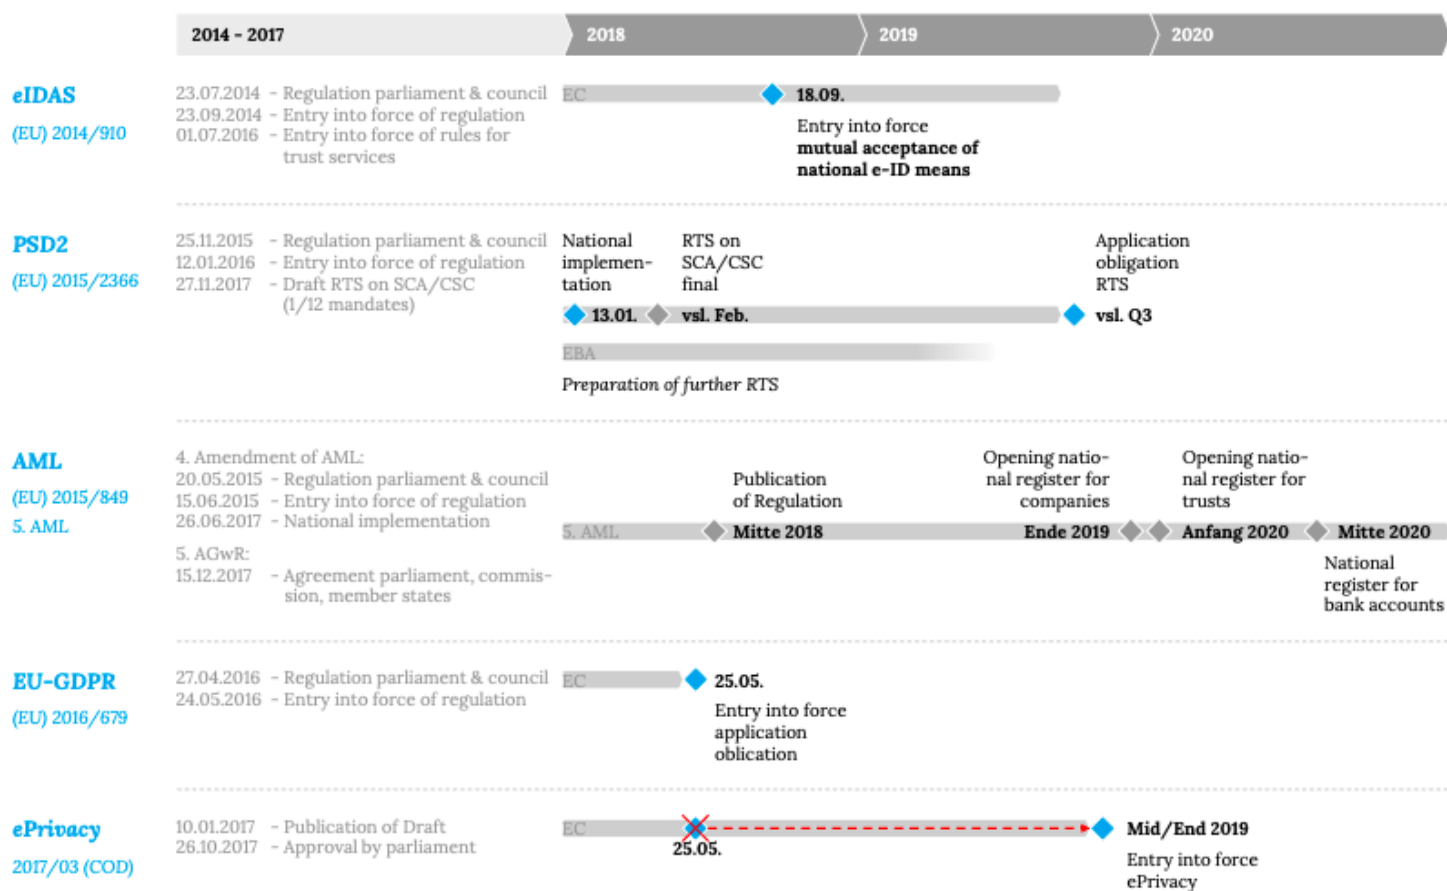 2014 - 2017
2018
2019
2020
eIDAS
(EU) 2014/910
23.07.2014 - Regulation parliament & council
23.09.2014 - Entry into force of regulation
01.07.2016 - Entry into force of rules for
trust services
EC
18.09.
Entry into force
mutual acceptance of
national e-ID means
PSD2
(EU) 2015/2366
25.11.2015 - Regulation parliament & council
12.01.2016 - Entry into force of regulation
27.11.2017 - Draft RTS on SCA/CSC
(1/12 mandates)
National
implemen-
tation
13.01.
RTS on
SCA/CSC
final
vsl. Feb.
Application
obligation
RTS
vsl. Q3
EBA
Preparation of further RTS
AML
(EU) 2015/849
5. AML
4. Amendment of AML:
20.05.2015 - Regulation parliament & council
15.06.2015 - Entry into force of regulation
26.06.2017 - National implementation
5. AGwR:
15.12.2017 - Agreement parliament, commis-
sion, member states
5. AML
Publication
of Regulation
Mitte 2018
Opening natio-
nal register for
companies
Ende 2019
Opening natio-
nal register for
trusts
Anfang 2020
Mitte 2020
National
register for
bank accounts
EU-GDPR
(EU) 2016/679
27.04.2016 - Regulation parliament & council
24.05.2016 - Entry into force of regulation
EC
25.05.
Entry into force
application
oblication
ePrivacy
2017/03 (COD)
10.01.2017 - Publication of Draft
26.10.2017 - Approval by parliament
EC
25.05.
Mid/End 2019
Entry into force
ePrivacy